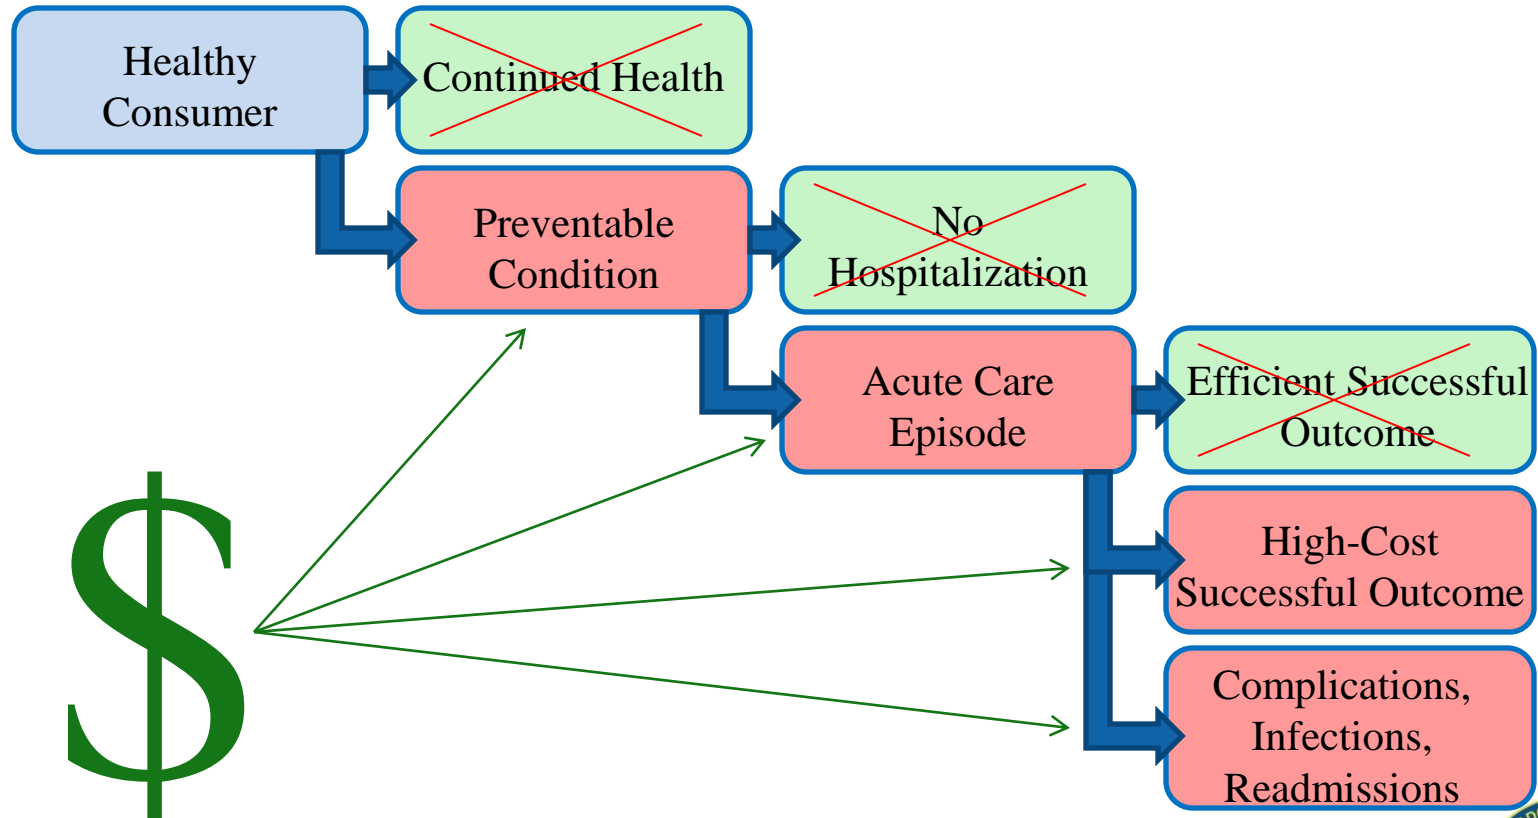 Healthy
Consumer
Continued Health
Preventable
Condition
No
Hospitalization
Acute Care
Episode
Efficient Successful
Outcome
High-Cost
Successful Outcome
Complications,
Infections,
Readmissions
$